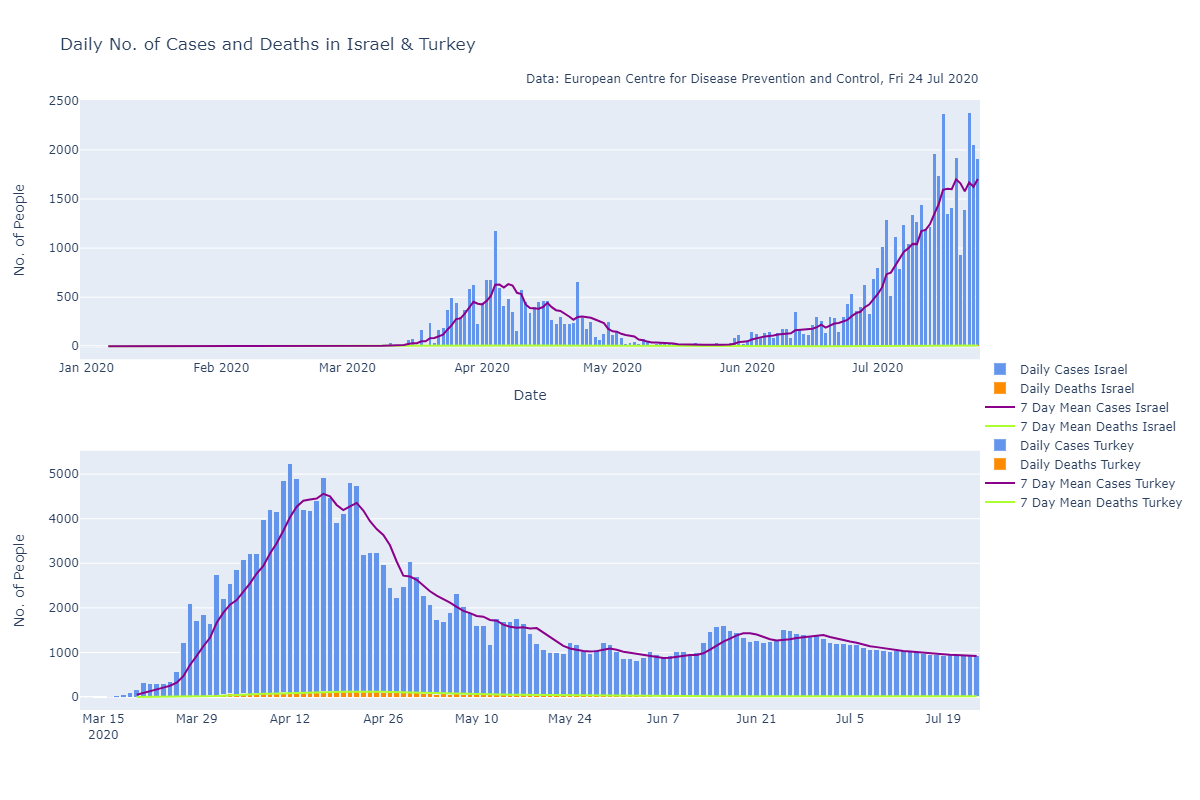 Daily No. of Cases and Deaths in Israel & Turkey
Data: European Centre for Disease Prevention and Control, Fri 24 Jul 2020
No. of People
2500
2000
1500
1000
500
0
Jan 2020 Feb 2020 Mar 2020 Apr 2020 May 2020 Jun 2020 Jul 2020
Date
Daily Cases Israel
Daily Deaths Israel
7 Day Mean Cases Israel
7 Day Mean Deaths Israel
Daily Cases Turkey
Daily Deaths Turkey
7 Day Mean Cases Turkey
7 Day Mean Deaths Turkey
No. of People
5000
4000
3000
2000
1000
0
Mar 15 Mar 29 Apr 12 Apr 26 May 10 May 24 Jun 7 Jun 21 Jul 5 Jul 19
2020